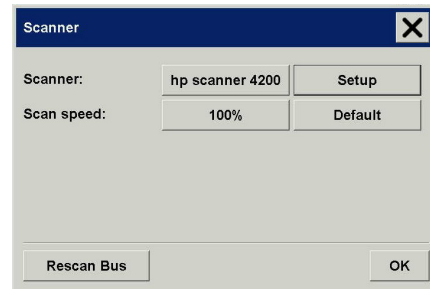 Scanner
Scanner: hp scanner 4200 Setup
Scan speed: 100% Default
Rescan Bus OK